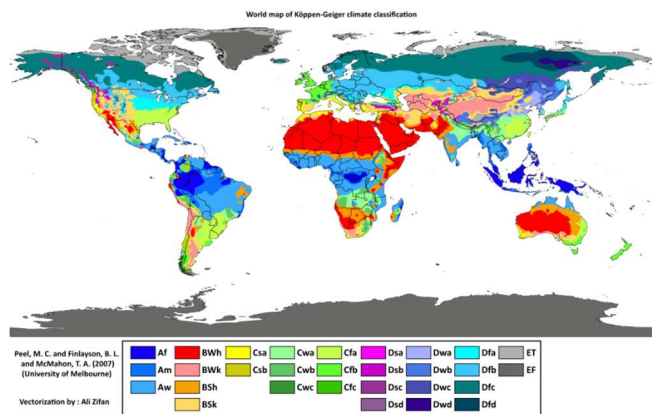 World map of Köppen-Geiger climate classification
Peel, M. C. and Finlayson, B. L.
and McMahon, T. A. (2007)
(University of Melbourne)
Vectorization by : Ali Zifan
Af BWh Csa Cwa Cfa Dsa Dwa Dfa ET
Am BWk Csb Cwb Cfb Dsb Dwb Dfb EF
Aw BSh Cwc Cfc Dsc Dwc Dfc
BSk Dsd Dwd Dfd